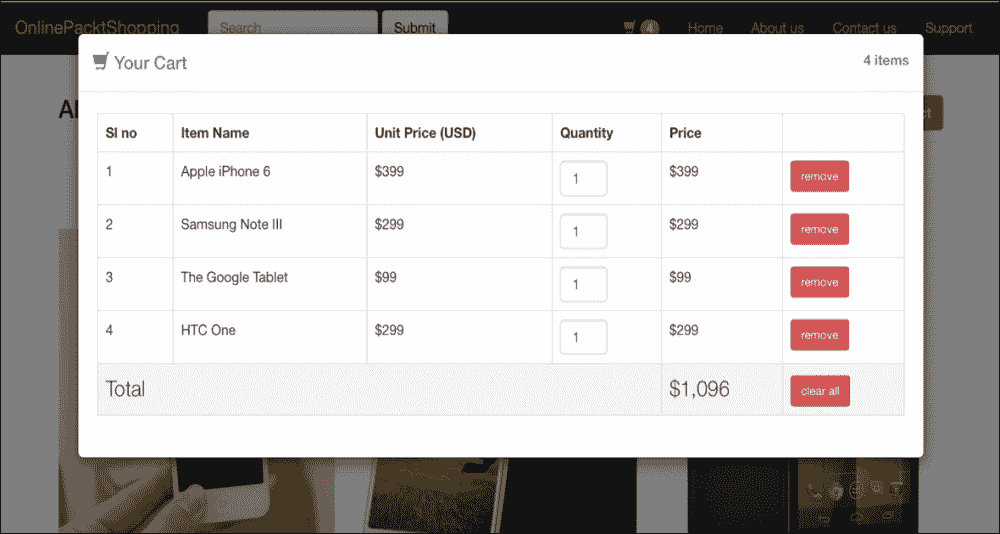 OnlinePacktShopping Search Submit 4 Home About us Contact us Support
Your Cart 4 items
Sl no Item Name Unit Price (USD) Quantity Price
1 Apple iPhone 6 $399 1 $399 remove
2 Samsung Note III $299 1 $299 remove
3 The Google Tablet $99 1 $99 remove
4 HTC One $299 1 $299 remove
Total $1,096 clear all